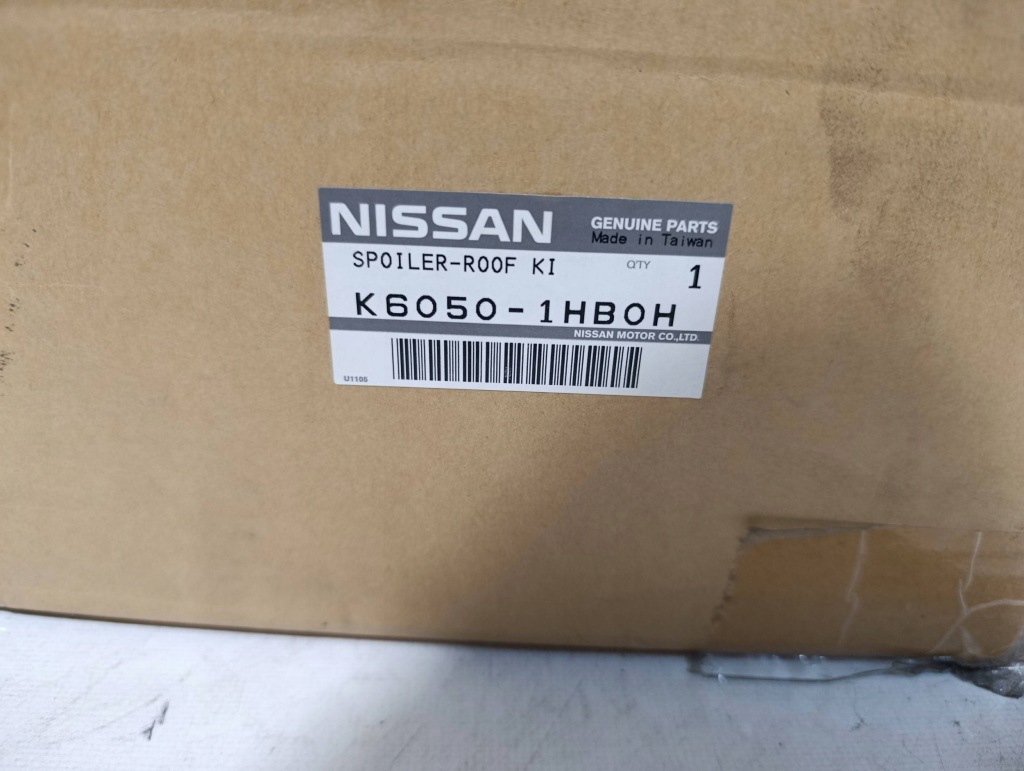 NISSAN GENUINE PARTS
Made in Taiwan
SPOILER-ROOF KI Q'TY 1
K6050-1HB0H
NISSAN MOTOR CO.,LTD.
U1105